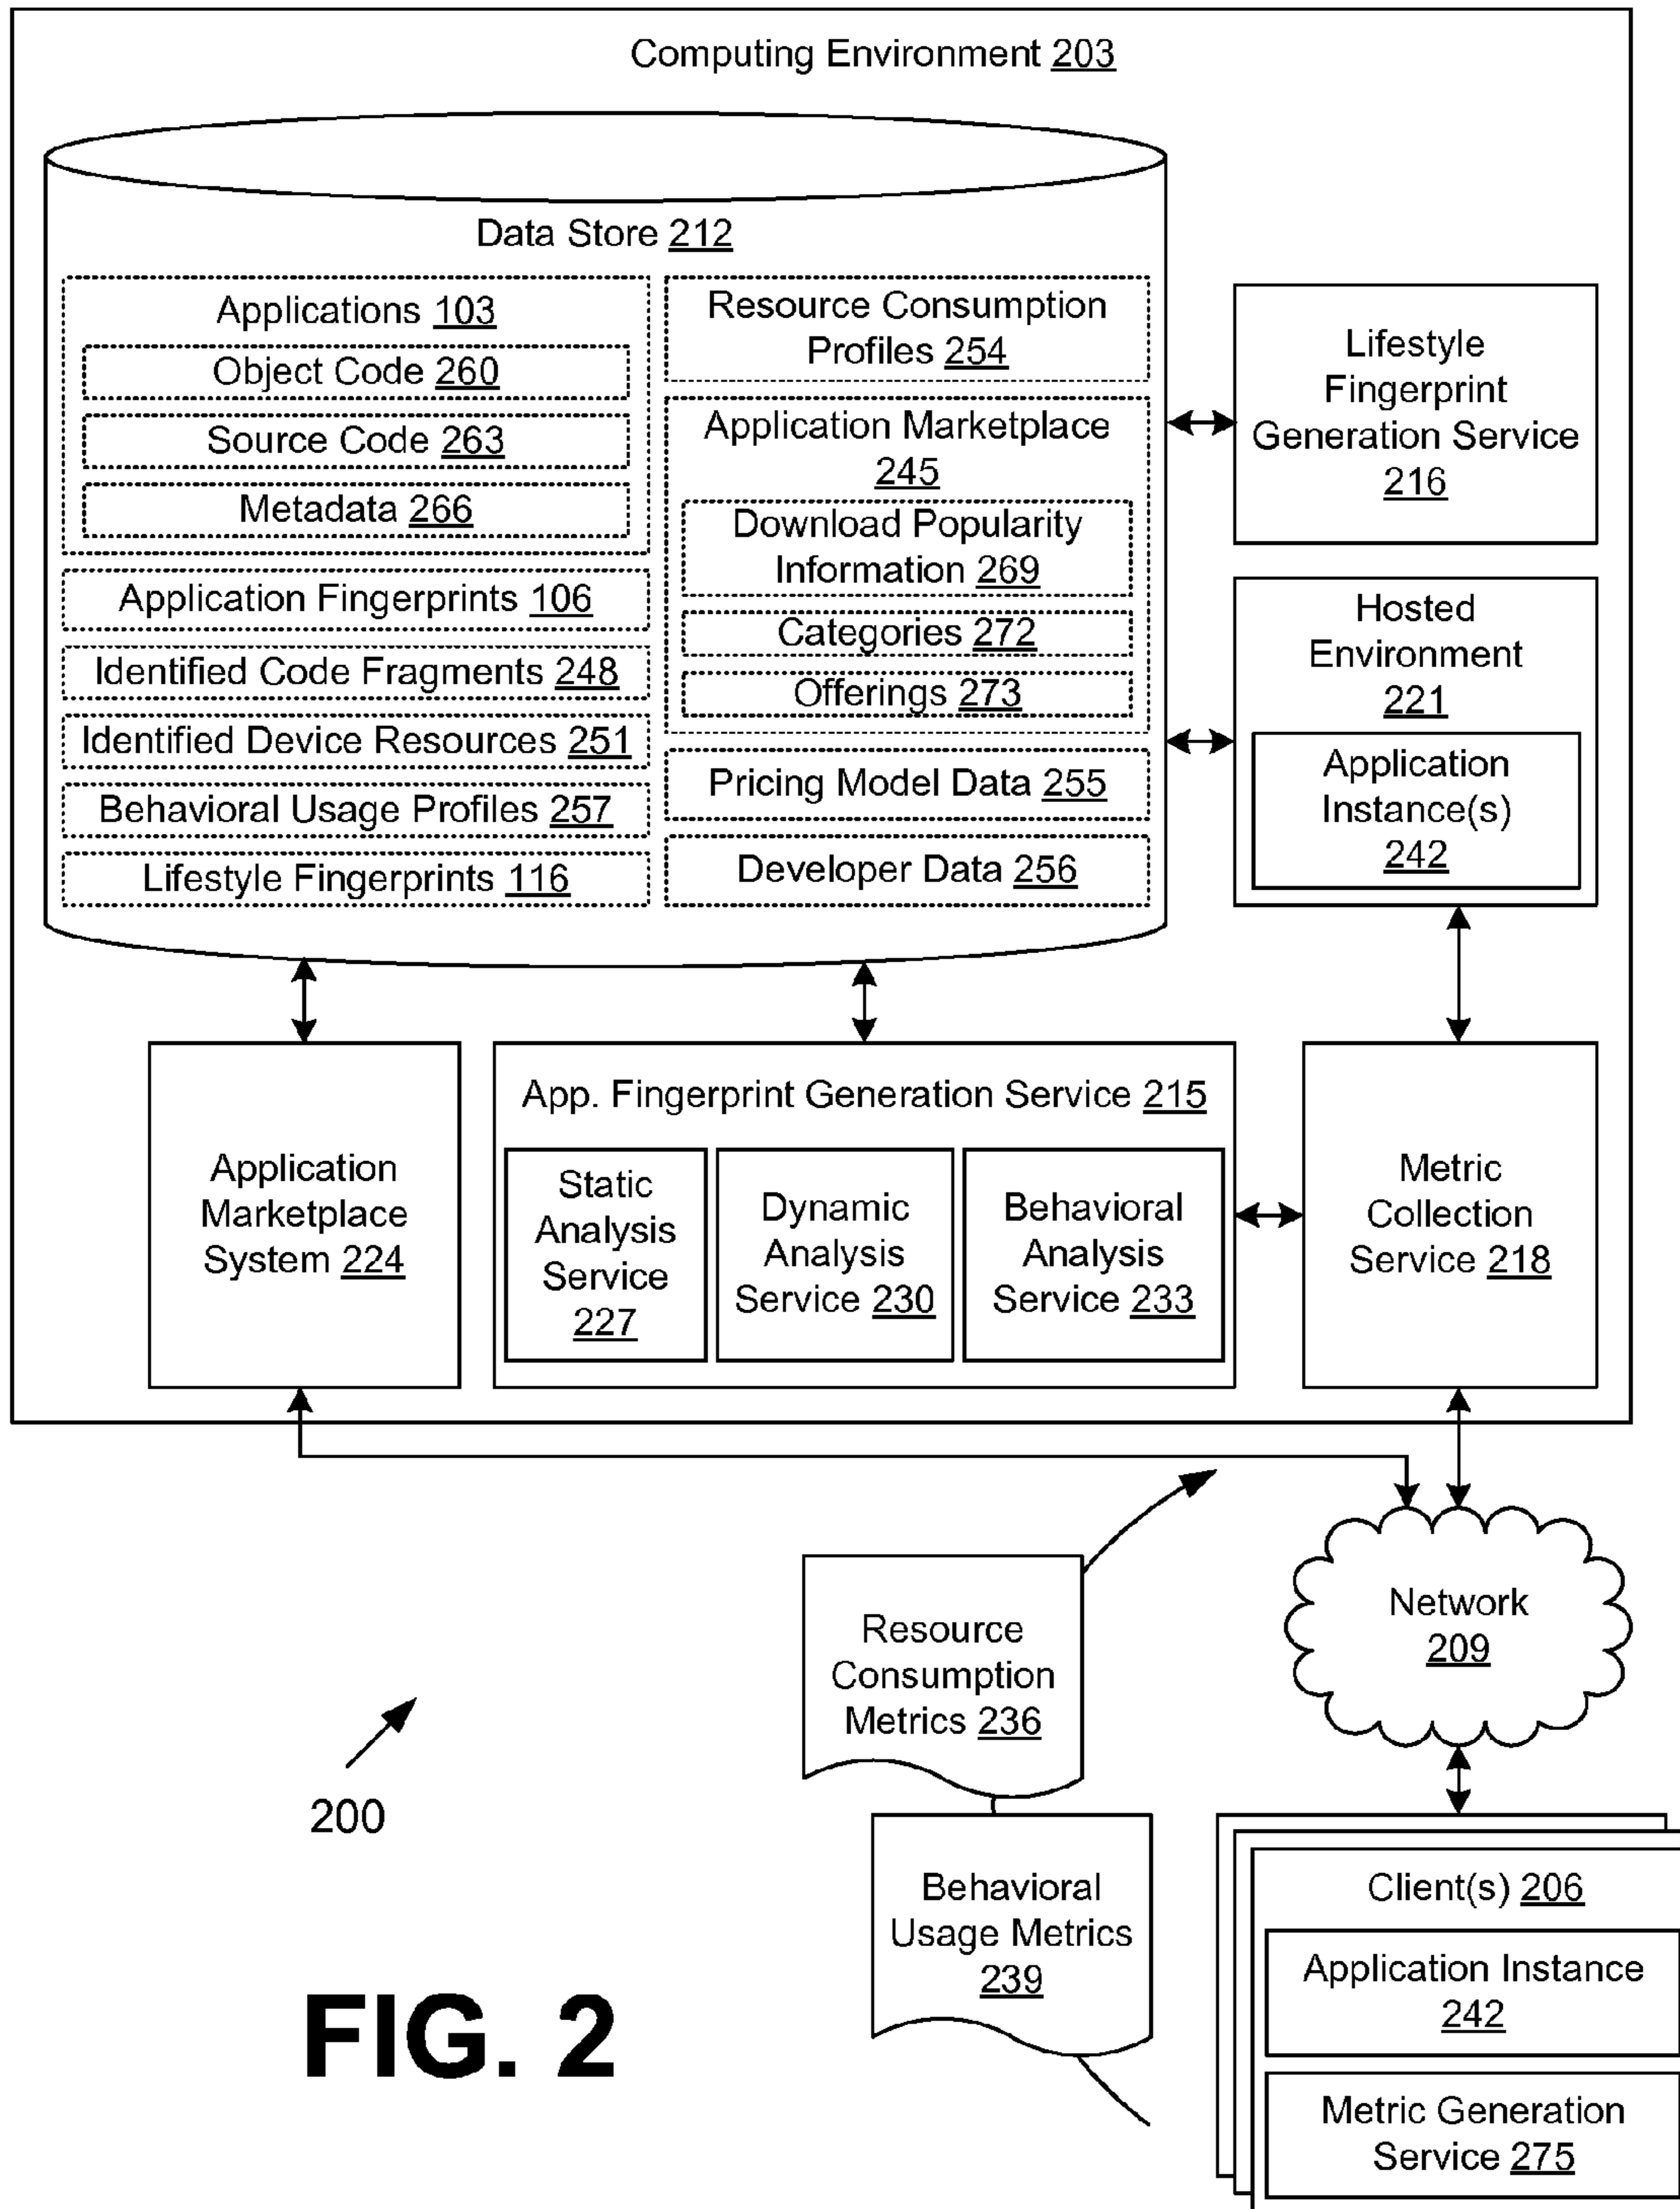 Computing Environment 203
Data Store 212
Applications 103
Object Code 260
Source Code 263
Metadata 266
Application Fingerprints 106
Identified Code Fragments 248
Identified Device Resources 251
Behavioral Usage Profiles 257
Lifestyle Fingerprints 116
Resource Consumption
Profiles 254
Application Marketplace
245
Download Popularity
Information 269
Categories 272
Offerings 273
Pricing Model Data 255
Developer Data 256
Lifestyle
Fingerprint
Generation Service
216
Hosted
Environment
221
Application
Instance(s)
242
Application
Marketplace
System 224
App. Fingerprint Generation Service 215
Static
Analysis
Service
227
Dynamic
Analysis
Service 230
Behavioral
Analysis
Service 233
Metric
Collection
Service 218
Resource
Consumption
Metrics 236
Network
209
200
Behavioral
Usage Metrics
239
Client(s) 206
Application Instance
242
Metric Generation
Service 275
FIG. 2